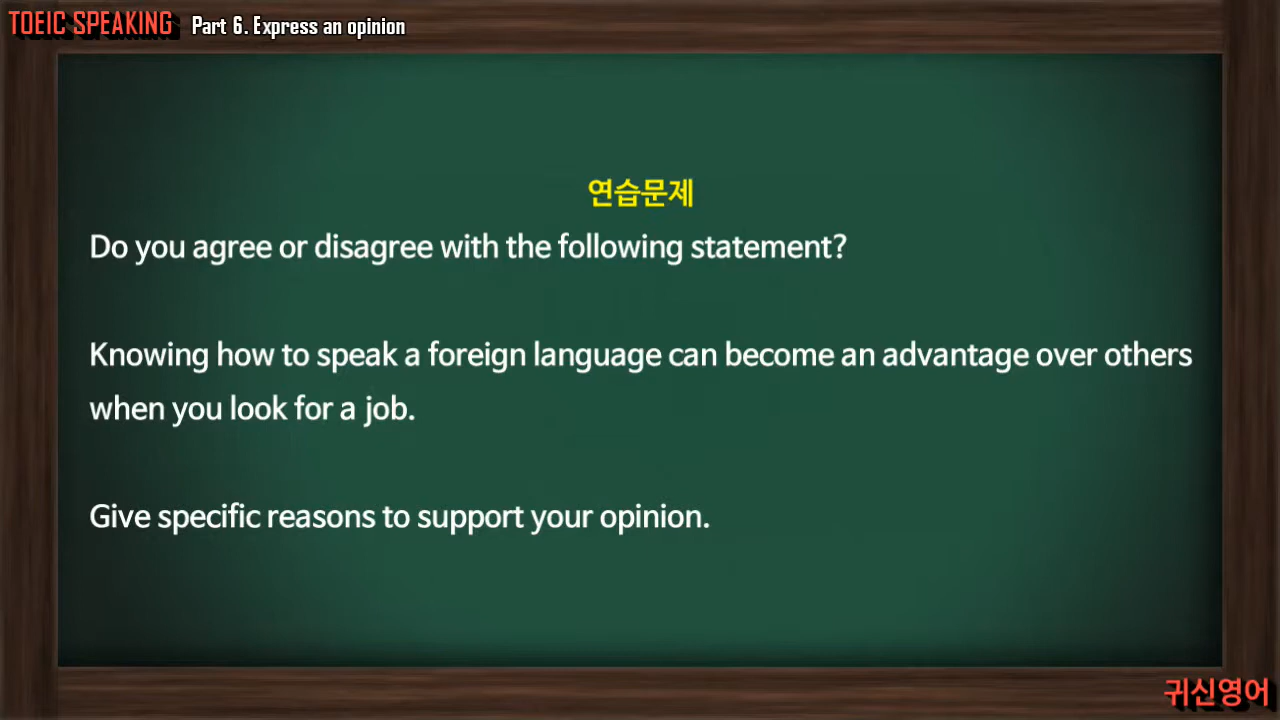 TOEIC SPEAKING Part 6. Express an opinion
연습문제
Do you agree or disagree with the following statement?
Knowing how to speak a foreign language can become an advantage over others
when you look for a job.
Give specific reasons to support your opinion.
귀신영어